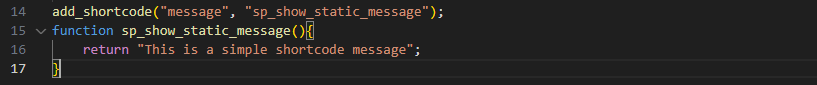 14 add_shortcode("message", "sp_show_static_message");
15 function sp_show_static_message(){
16     return "This is a simple shortcode message";
17 }